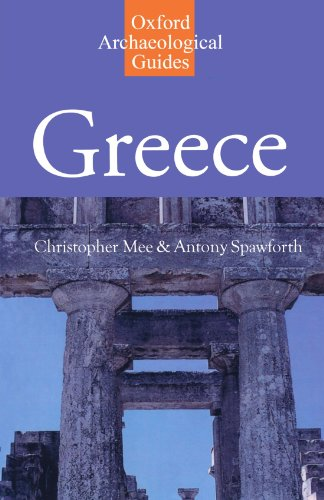 Oxford
Archaeological
Guides
Greece
Christopher Mee & Antony Spawforth